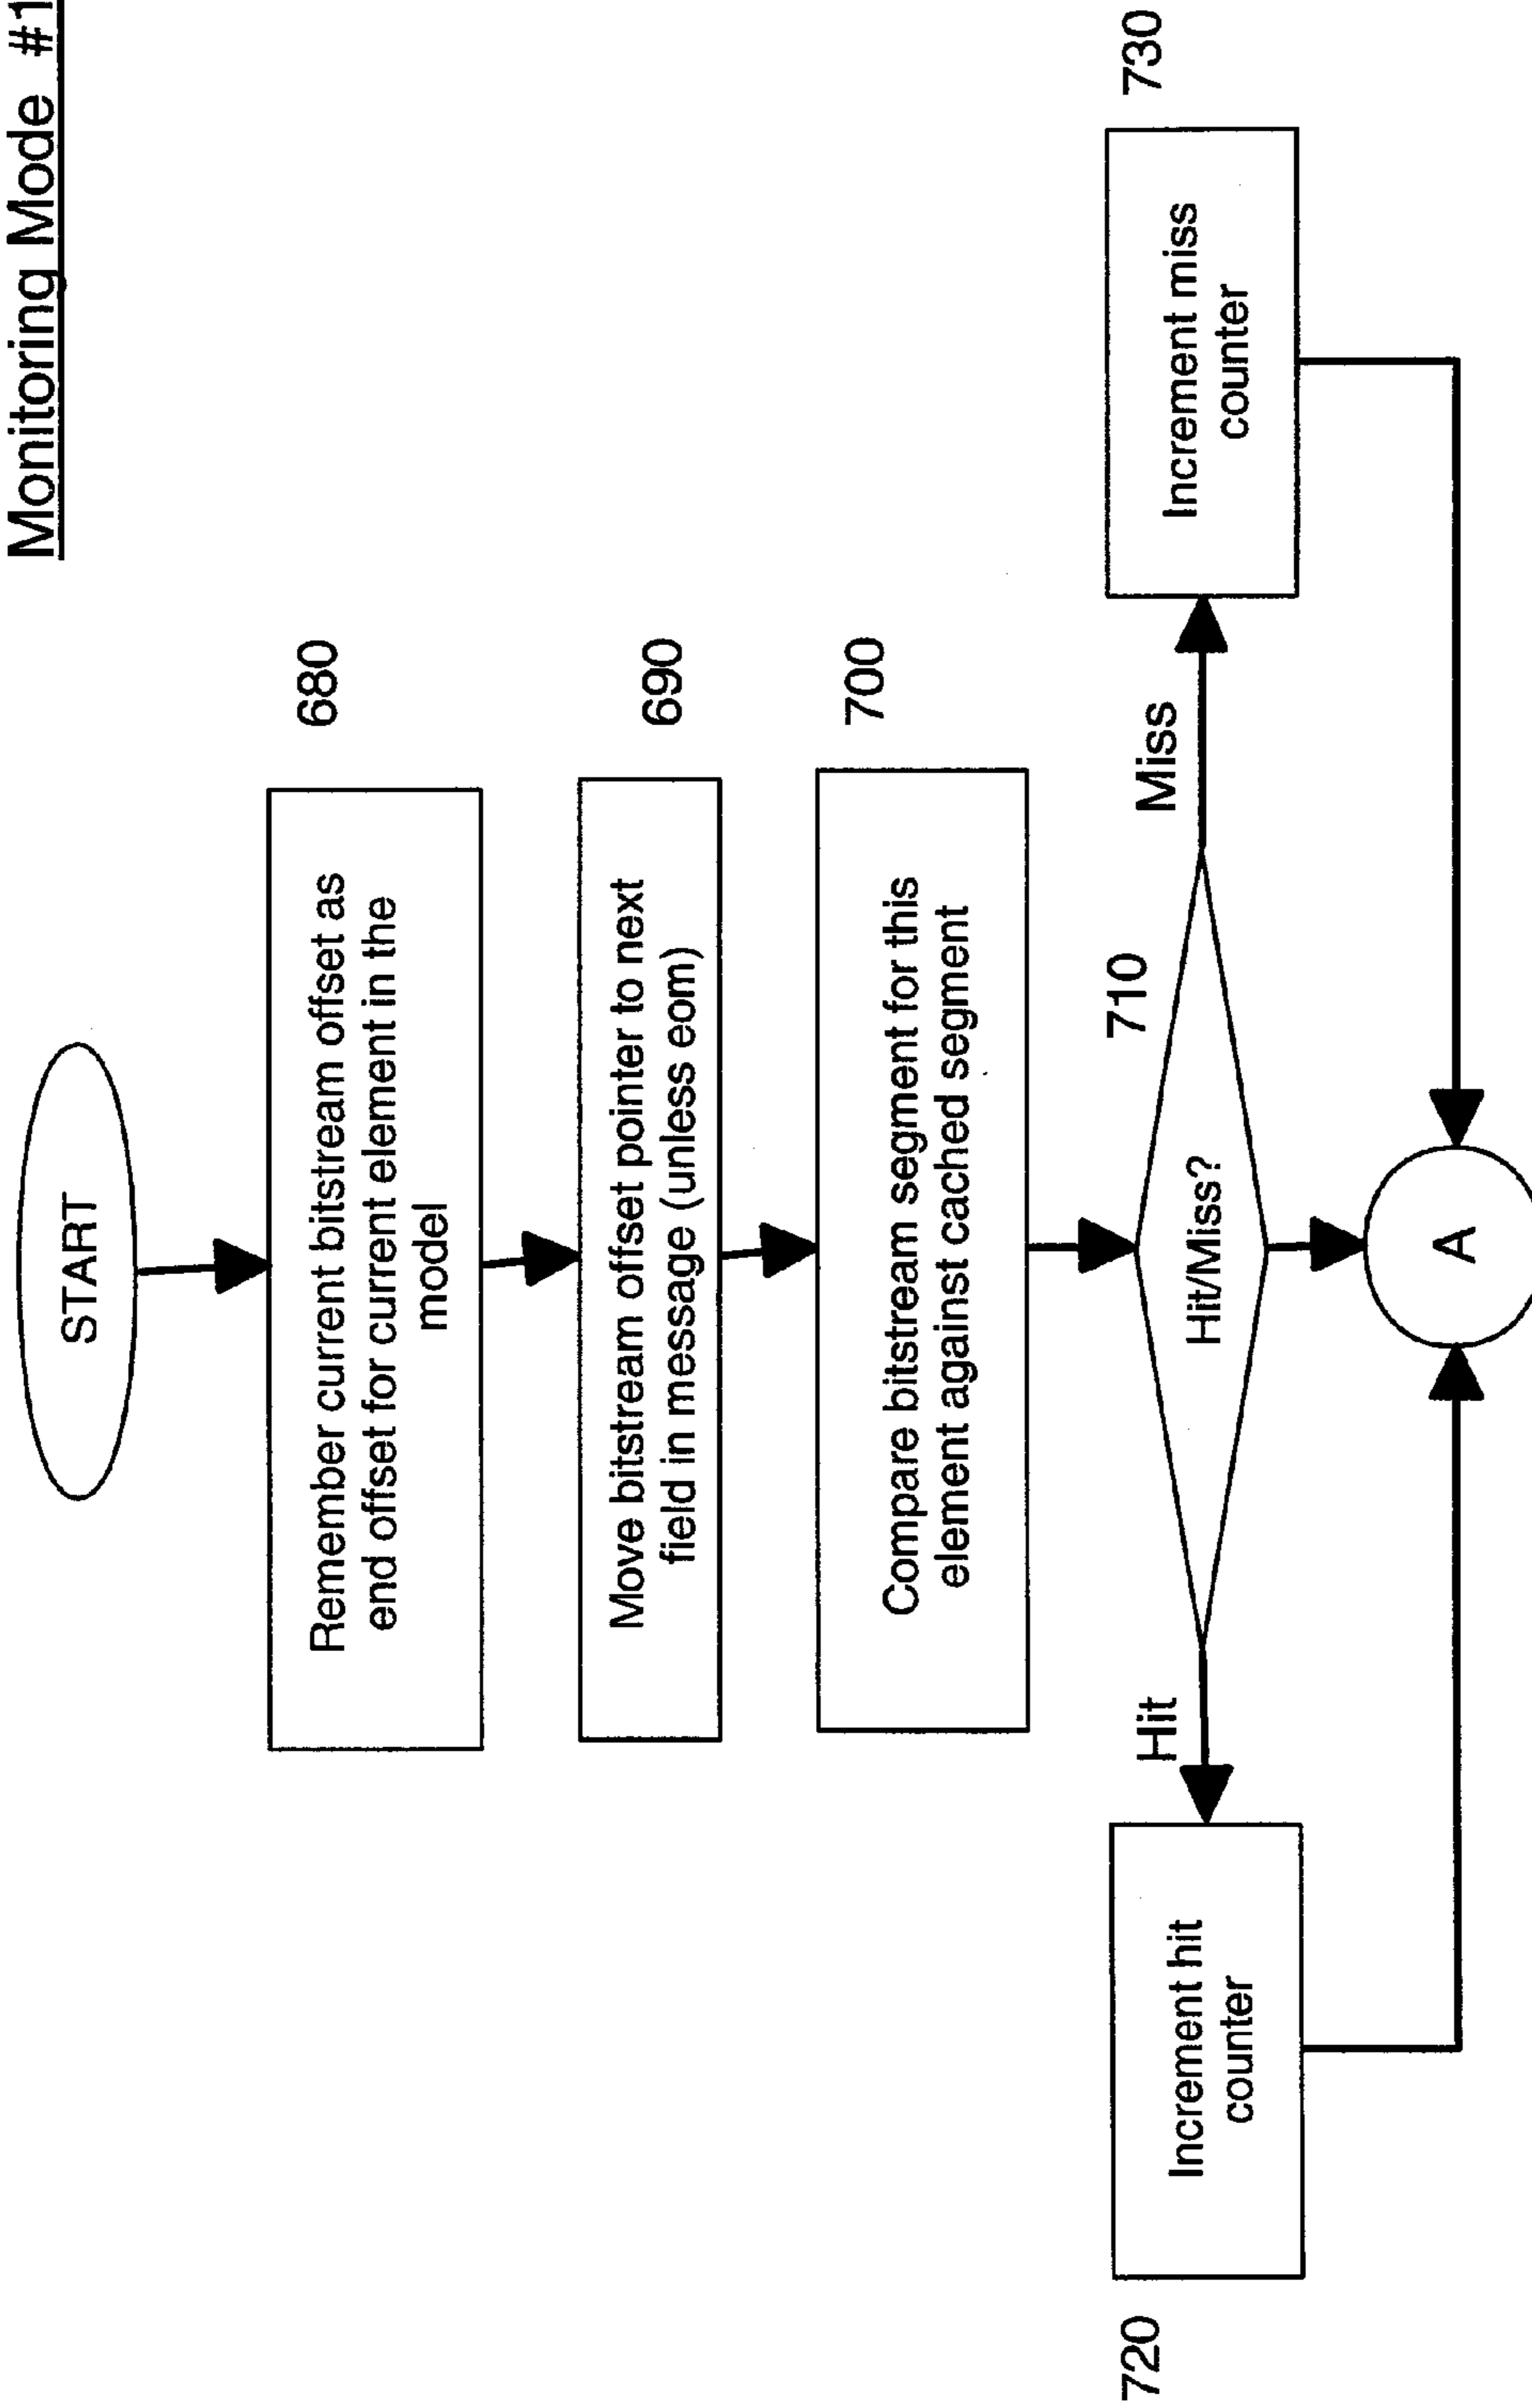 Monitoring Mode #1
START
680
Remember current bitstream offset as
end offset for current element in the
model
690
Move bitstream offset pointer to next
field in message (unless eom)
700
Compare bitstream segment for this
element against cached segment
710
Hit/Miss?
Hit
Miss
720
Increment hit
counter
730
Increment miss
counter
A